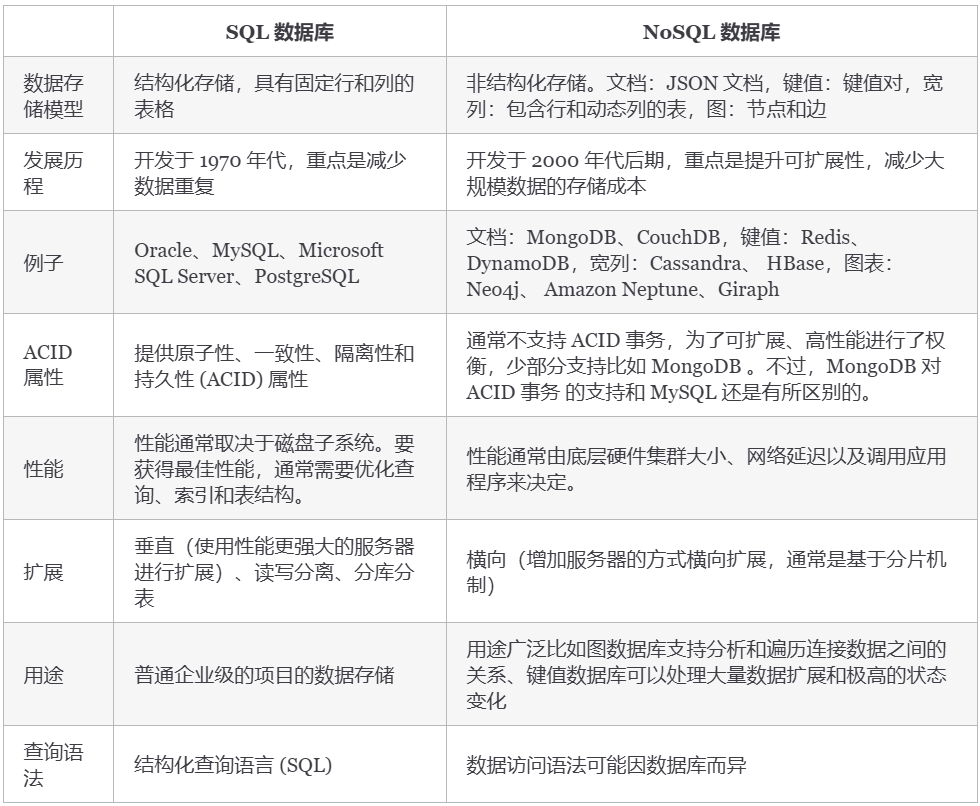 SQL 数据库
NoSQL 数据库
数据存
储模型
结构化存储，具有固定行和列的
表格
非结构化存储。文档：JSON 文档，键值：键值对，宽
列：包含行和动态列的表，图：节点和边
发展历
程
开发于 1970 年代，重点是减少
数据重复
开发于 2000 年代后期，重点是提升可扩展性，减少大
规模数据的存储成本
例子
Oracle、MySQL、Microsoft
SQL Server、PostgreSQL
文档：MongoDB、CouchDB，键值：Redis、
DynamoDB，宽列：Cassandra、 HBase，图表：
Neo4j、 Amazon Neptune、Giraph
ACID
属性
提供原子性、一致性、隔离性和
持久性 (ACID) 属性
通常不支持 ACID 事务，为了可扩展、高性能进行了权
衡，少部分支持比如 MongoDB 。不过，MongoDB 对
ACID 事务 的支持和 MySQL 还是有所区别的。
性能
性能通常取决于磁盘子系统。要
获得最佳性能，通常需要优化查
询、索引和表结构。
性能通常由底层硬件集群大小、网络延迟以及调用应用
程序来决定。
扩展
垂直（使用性能更强大的服务器
进行扩展）、读写分离、分库分
表
横向（增加服务器的方式横向扩展，通常是基于分片机
制）
用途
普通企业级的项目的数据存储
用途广泛比如图数据库支持分析和遍历连接数据之间的
关系、键值数据库可以处理大量数据扩展和极高的状态
变化
查询语
法
结构化查询语言 (SQL)
数据访问语法可能因数据库而异